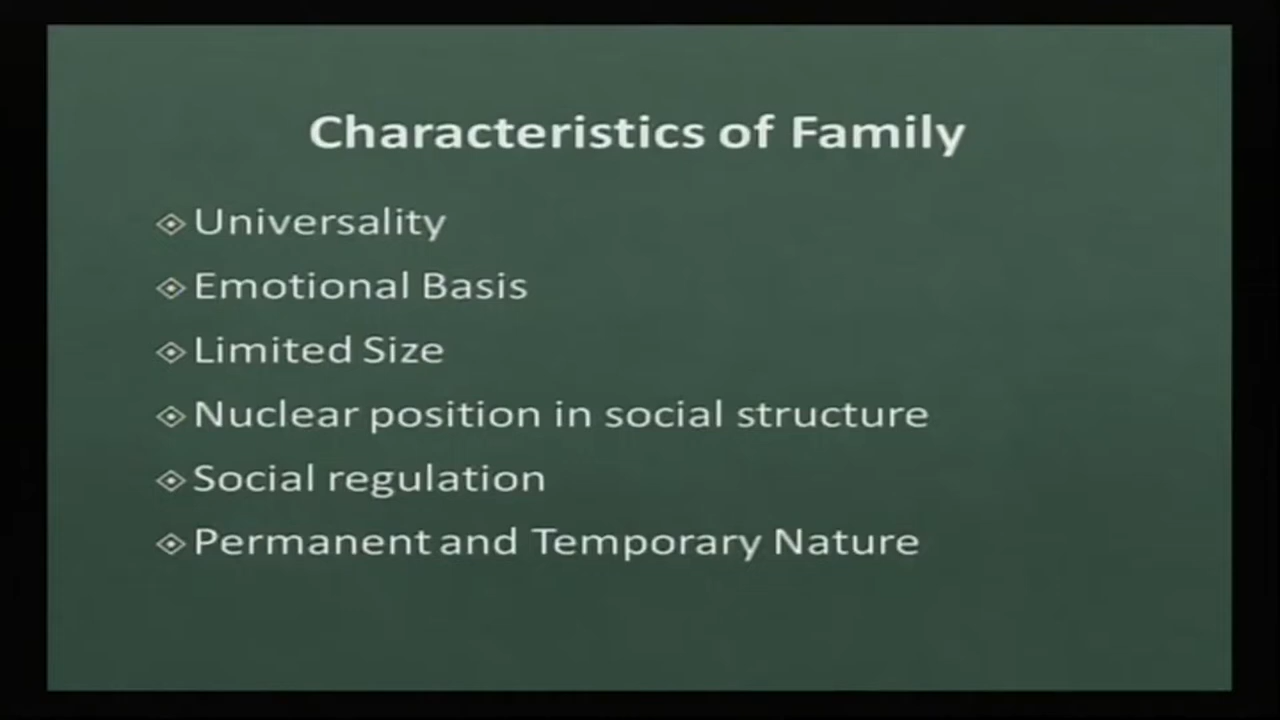 Characteristics of Family
Universality
Emotional Basis
Limited Size
Nuclear position in social structure
Social regulation
Permanent and Temporary Nature